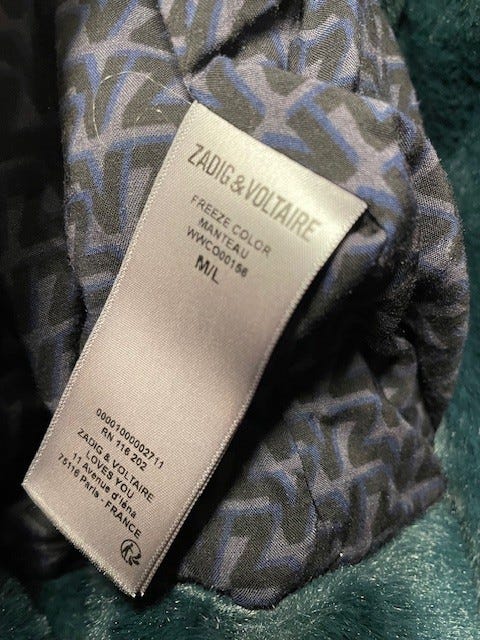 ZADIG & VOLTAIRE
FREEZE COLOR
MANTEAU
WWCO00156
M/L
00001000002711
RN 116 202
ZADIG & VOLTAIRE
LOVES YOU
11 Avenue d'Iéna
75116 Paris - FRANCE